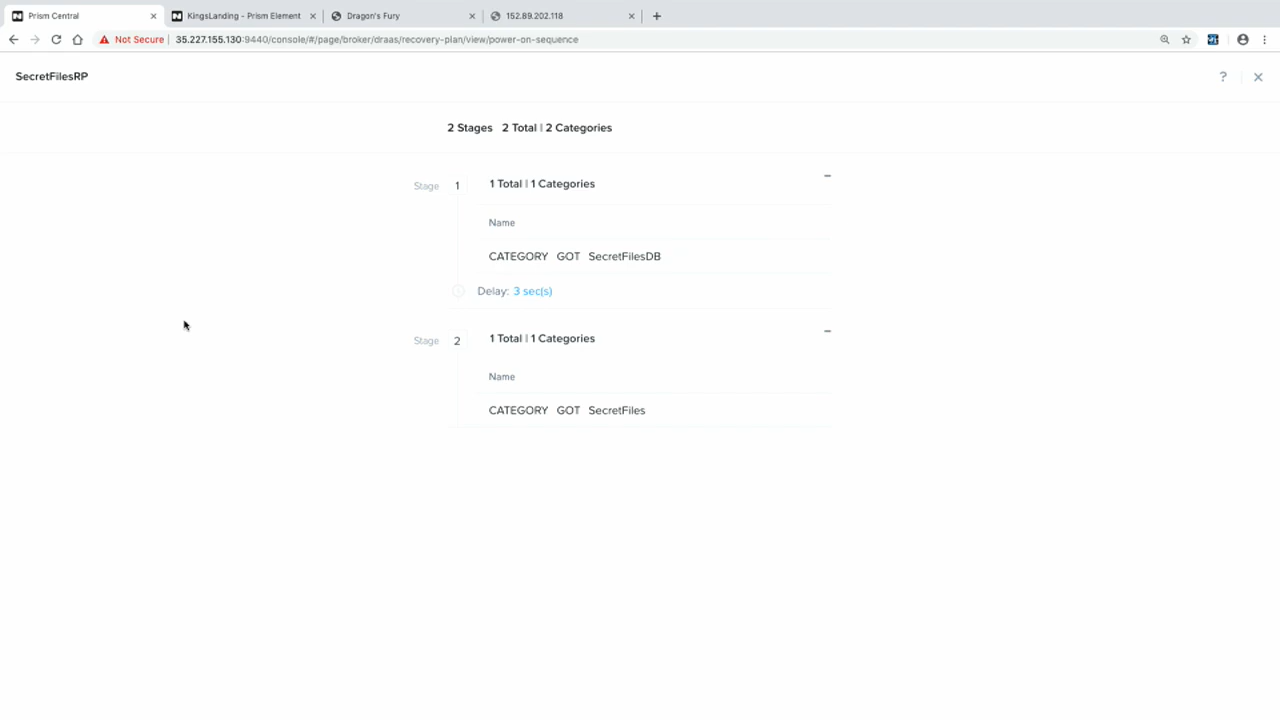 Prism Central
KingsLanding - Prism Element
Dragon's Fury
152.89.202.118
Not Secure
35.227.155.130:9440/console/#/page/broker/draas/recovery-plan/view/power-on-sequence
SecretFilesRP
?
2 Stages 2 Total | 2 Categories
Stage 1 1 Total | 1 Categories
Name
CATEGORY GOT SecretFilesDB
Delay: 3 sec(s)
Stage 2 1 Total | 1 Categories
Name
CATEGORY GOT SecretFiles